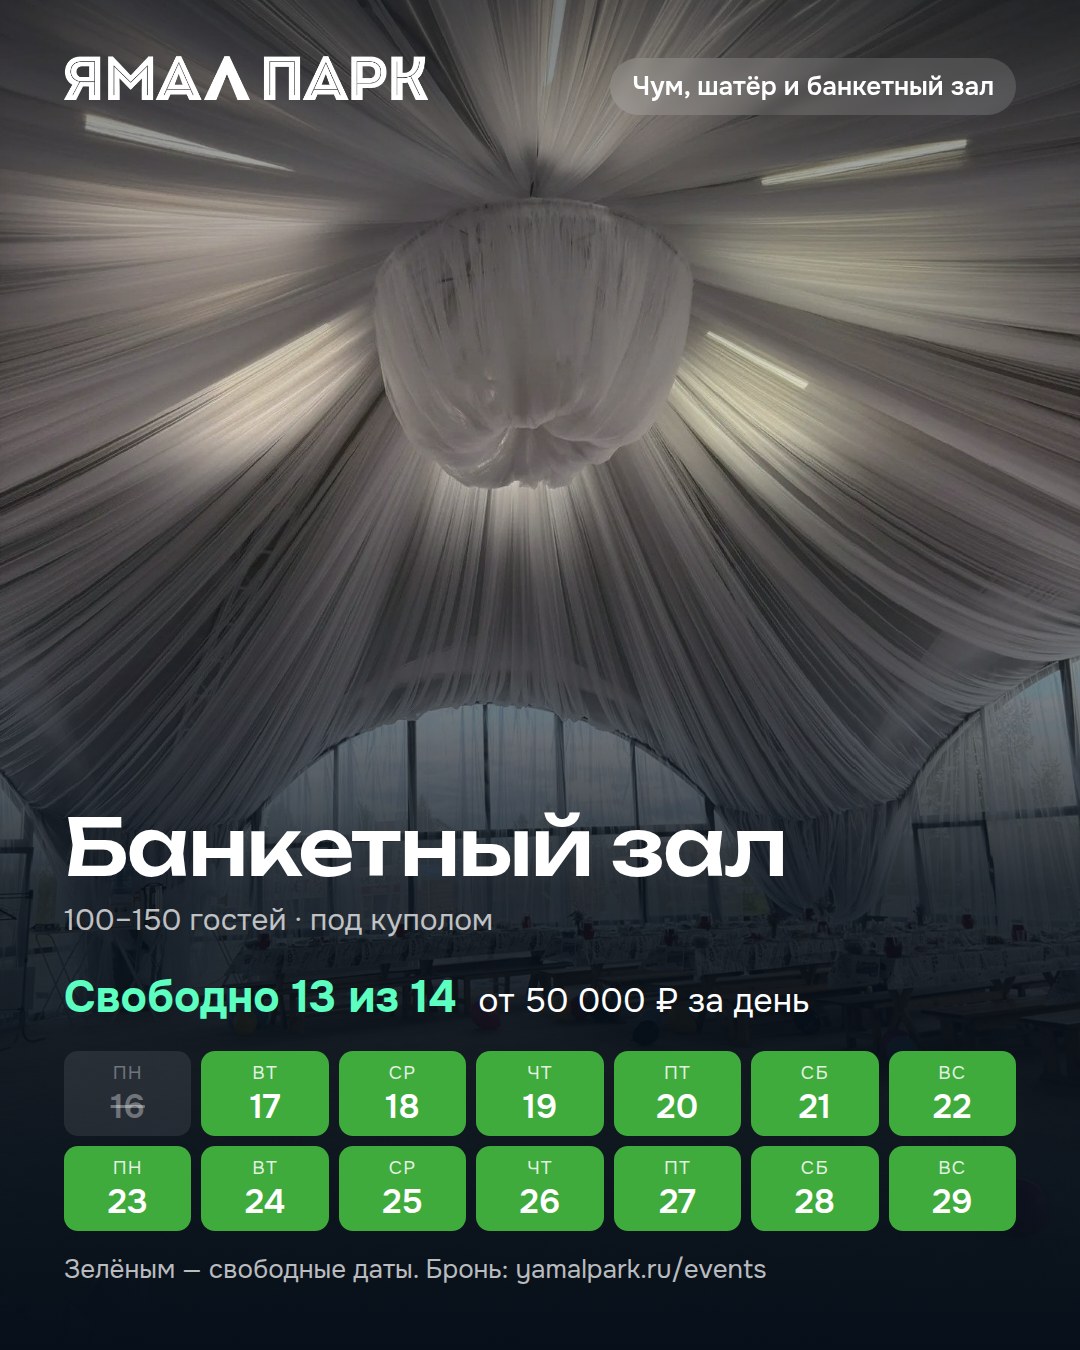 ЯМАЛ ПАРК
Чум, шатёр и банкетный зал
Банкетный зал
100–150 гостей · под куполом
Свободно 13 из 14 от 50 000 ₽ за день
ПН ВТ СР ЧТ ПТ СБ ВС
16 17 18 19 20 21 22
ПН ВТ СР ЧТ ПТ СБ ВС
23 24 25 26 27 28 29
Зелёным — свободные даты. Бронь: yamalpark.ru/events